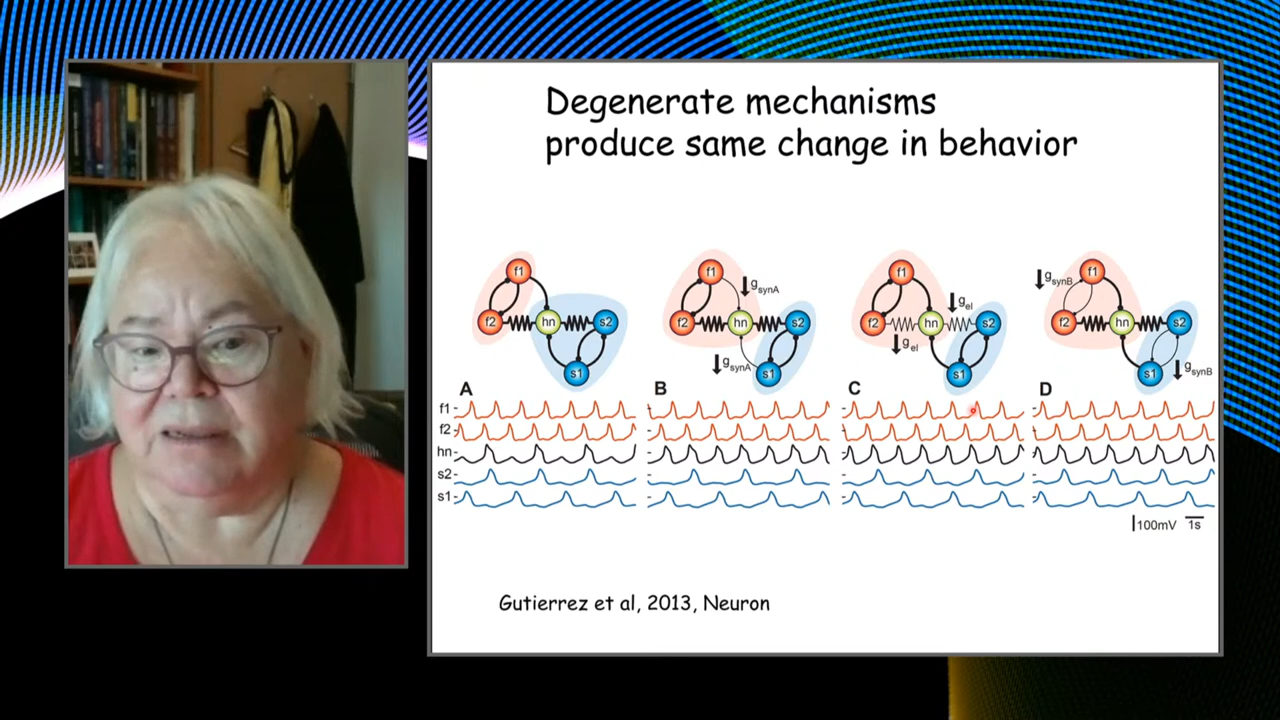 Degenerate mechanisms
produce same change in behavior
f1
f2
hn
s2
s1
f1
f2
hn
s2
s1
gsynA
gsynA
f1
f2
hn
s2
s1
gel
gel
f1
f2
hn
s2
s1
gsynB
gsynB
A
B
C
D
f1
f2
hn
s2
s1
100mV 1s
Gutierrez et al, 2013, Neuron